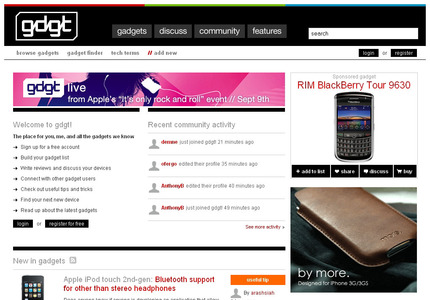 gdgt
gadgets discuss community features
search
browse gadgets gadget finder tech terms // add new
login or register
gdgt live
from Apple's "It's only rock and roll" event // Sept 9th
Sponsored gadget
RIM BlackBerry Tour 9630
+ add to list share discuss buy
Welcome to gdgt!
The place for you, me, and all the gadgets we know
Sign up for a free account
Build your gadget list
Write reviews and discuss your devices
Connect with other gadget users
Check out useful tips and tricks
Find your next new device
Read up about the latest gadgets
login or register for free
Recent community activity
just joined gdgt 21 minutes ago
ofergo edited their profile 35 minutes ago
AnthonyB edited their profile 40 minutes ago
AnthonyB just joined gdgt 49 minutes ago
See more activity »
by more.
Designed for iPhone 3G/3GS
New in gadgets
Apple iPod touch 2nd-gen: Bluetooth support
for other than stereo headphones
useful tip
By arashsiah